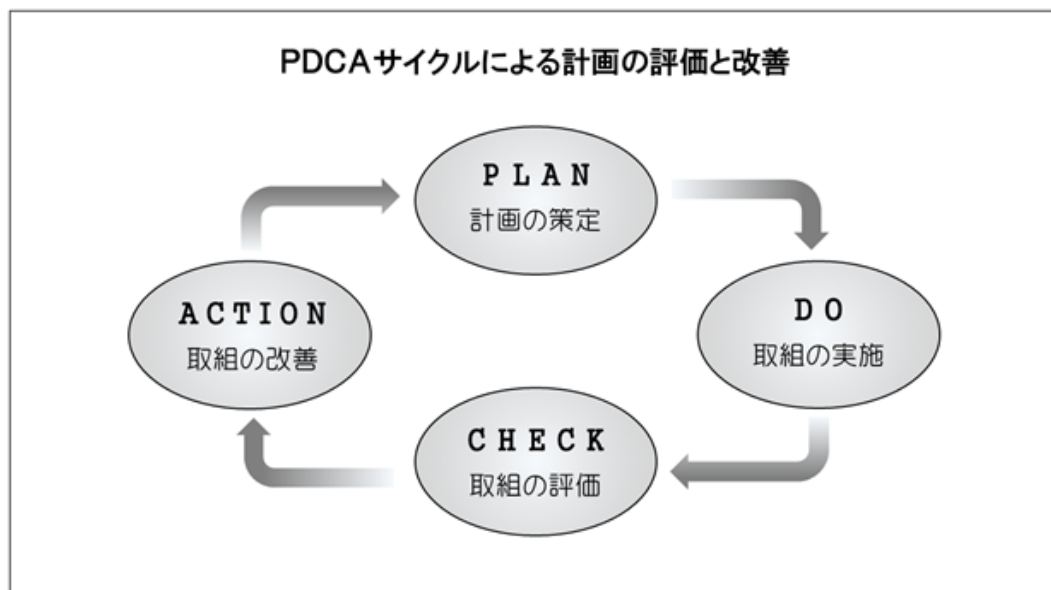 PDCAサイクルによる計画の評価と改善
PLAN
計画の策定
ACTION
取組の改善
DO
取組の実施
CHECK
取組の評価